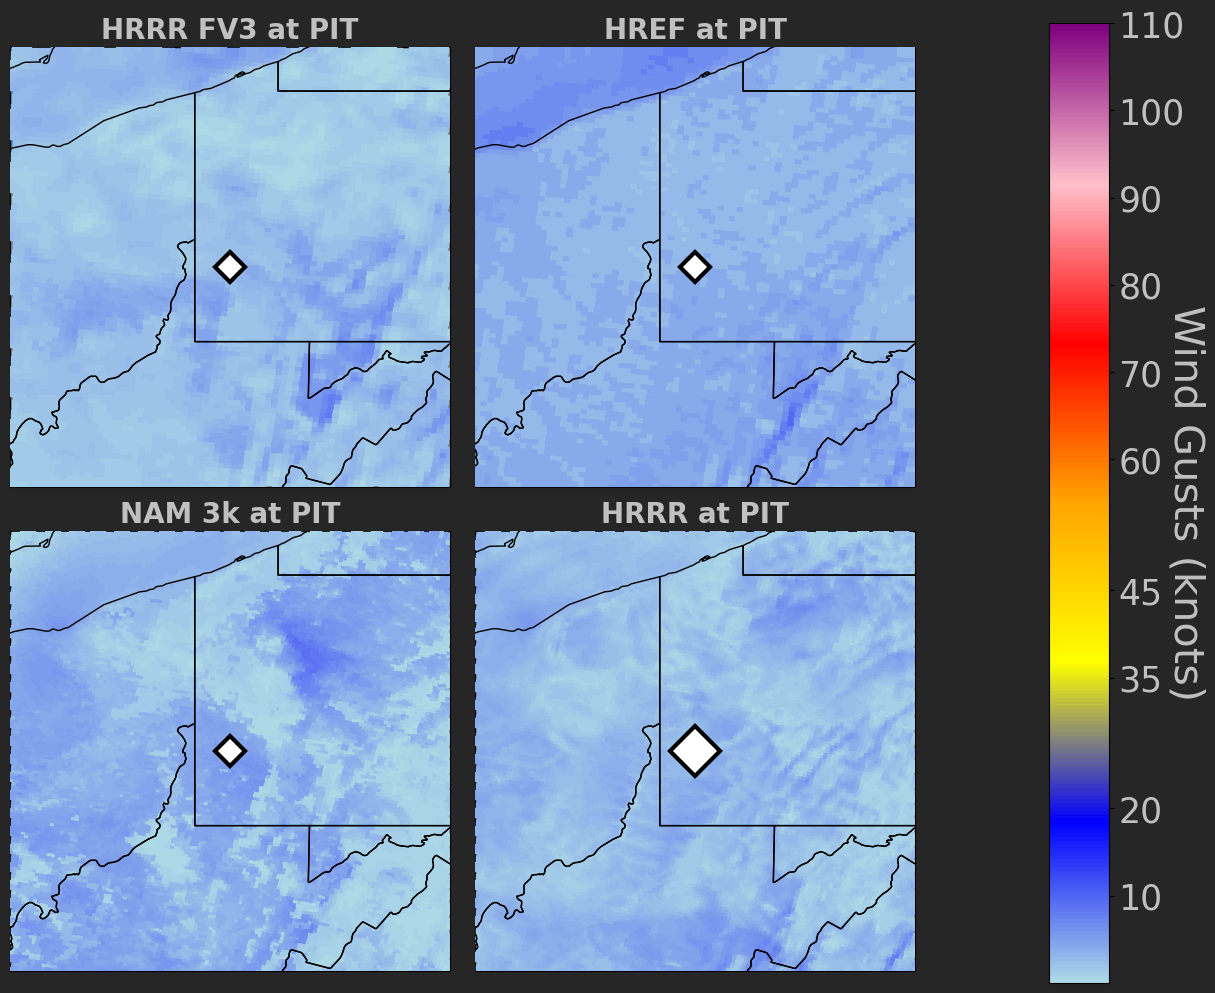 HRRR FV3 at PIT
HREF at PIT
NAM 3k at PIT
HRRR at PIT
110
100
90
80
70
60
45
35
20
10
Wind Gusts (knots)